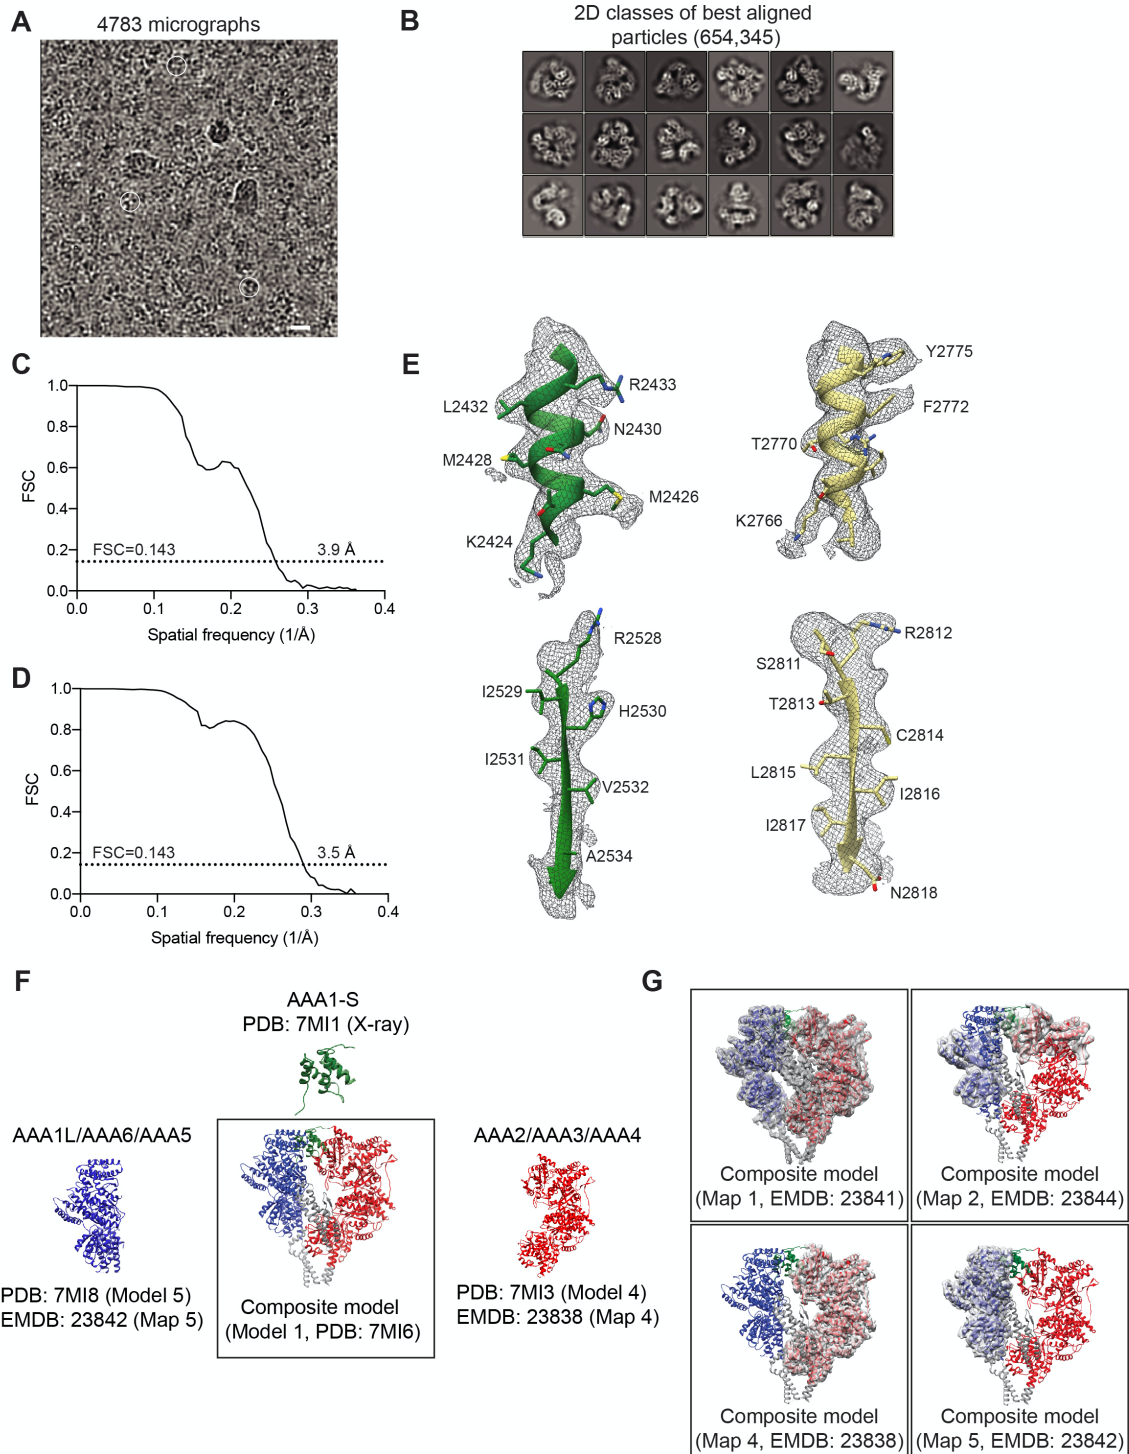 A
4783 micrographs
B
2D classes of best aligned
particles (654,345)
C
1.0
0.8
0.6
0.4
0.2
0.0
FSC
FSC=0.143
3.9 Å
0.0
0.1
0.2
0.3
0.4
Spatial frequency (1/Å)
D
1.0
0.8
0.6
0.4
0.2
0.0
FSC
FSC=0.143
3.5 Å
0.0
0.1
0.2
0.3
0.4
Spatial frequency (1/Å)
E
R2433
L2432
N2430
M2428
M2426
K2424
Y2775
F2772
T2770
K2766
R2528
I2529
H2530
I2531
V2532
A2534
R2812
S2811
T2813
C2814
L2815
I2816
I2817
N2818
F
AAA1-S
PDB: 7MI1 (X-ray)
AAA1L/AAA6/AAA5
PDB: 7MI8 (Model 5)
EMDB: 23842 (Map 5)
Composite model
(Model 1, PDB: 7MI6)
AAA2/AAA3/AAA4
PDB: 7MI3 (Model 4)
EMDB: 23838 (Map 4)
G
Composite model
(Map 1, EMDB: 23841)
Composite model
(Map 2, EMDB: 23844)
Composite model
(Map 4, EMDB: 23838)
Composite model
(Map 5, EMDB: 23842)